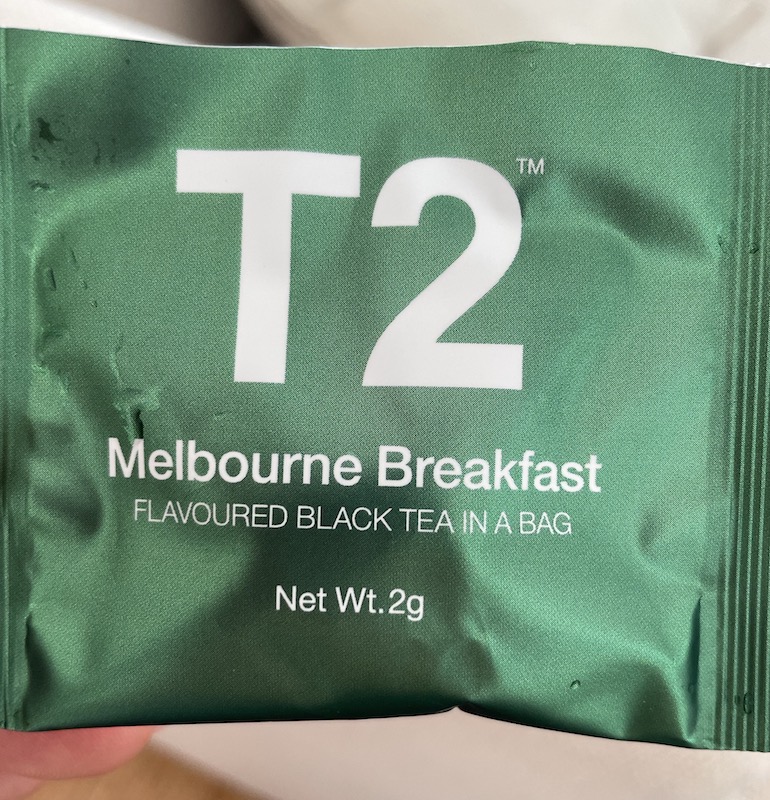 T2™
Melbourne Breakfast
FLAVOURED BLACK TEA IN A BAG
Net Wt. 2g